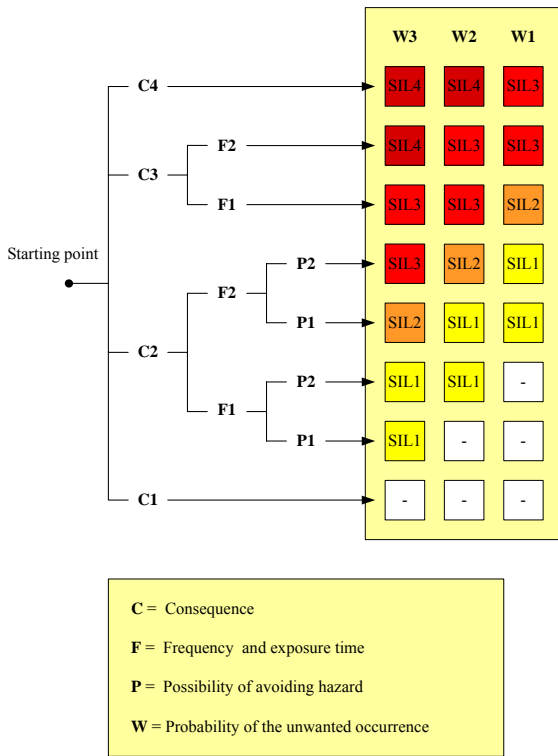 W3 W2 W1
C4 SIL4 SIL4 SIL3
F2 SIL4 SIL3 SIL3
C3
F1 SIL3 SIL3 SIL2
Starting point
P2 SIL3 SIL2 SIL1
F2
P1 SIL2 SIL1 SIL1
C2
P2 SIL1 SIL1 -
F1
P1 SIL1 - -
C1 - - -
C = Consequence
F = Frequency and exposure time
P = Possibility of avoiding hazard
W = Probability of the unwanted occurrence